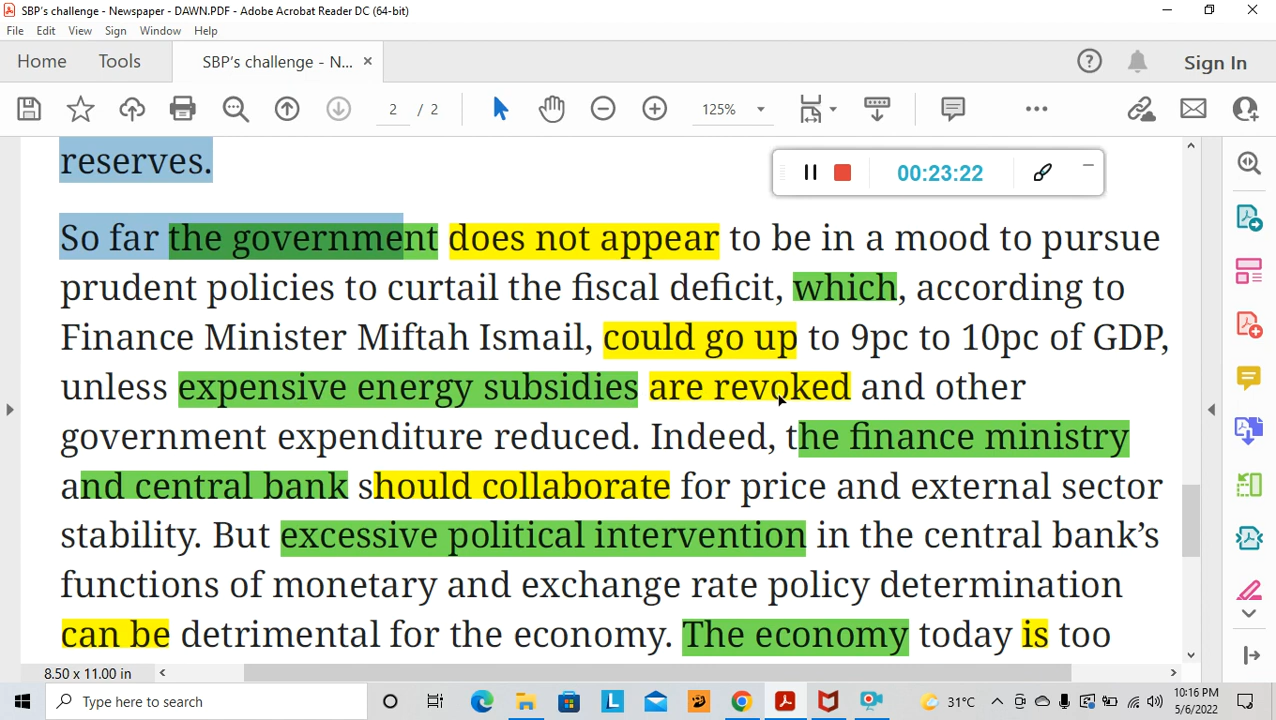 SBP's challenge - Newspaper - DAWN.PDF - Adobe Acrobat Reader DC (64-bit)
File Edit View Sign Window Help
Home Tools SBP's challenge - N... × Sign In
2 / 2 125%
reserves.
00:23:22
So far the government does not appear to be in a mood to pursue
prudent policies to curtail the fiscal deficit, which, according to
Finance Minister Miftah Ismail, could go up to 9pc to 10pc of GDP,
unless expensive energy subsidies are revoked and other
government expenditure reduced. Indeed, the finance ministry
and central bank should collaborate for price and external sector
stability. But excessive political intervention in the central bank's
functions of monetary and exchange rate policy determination
can be detrimental for the economy. The economy today is too
8.50 x 11.00 in
Type here to search 31°C 10:16 PM
5/6/2022